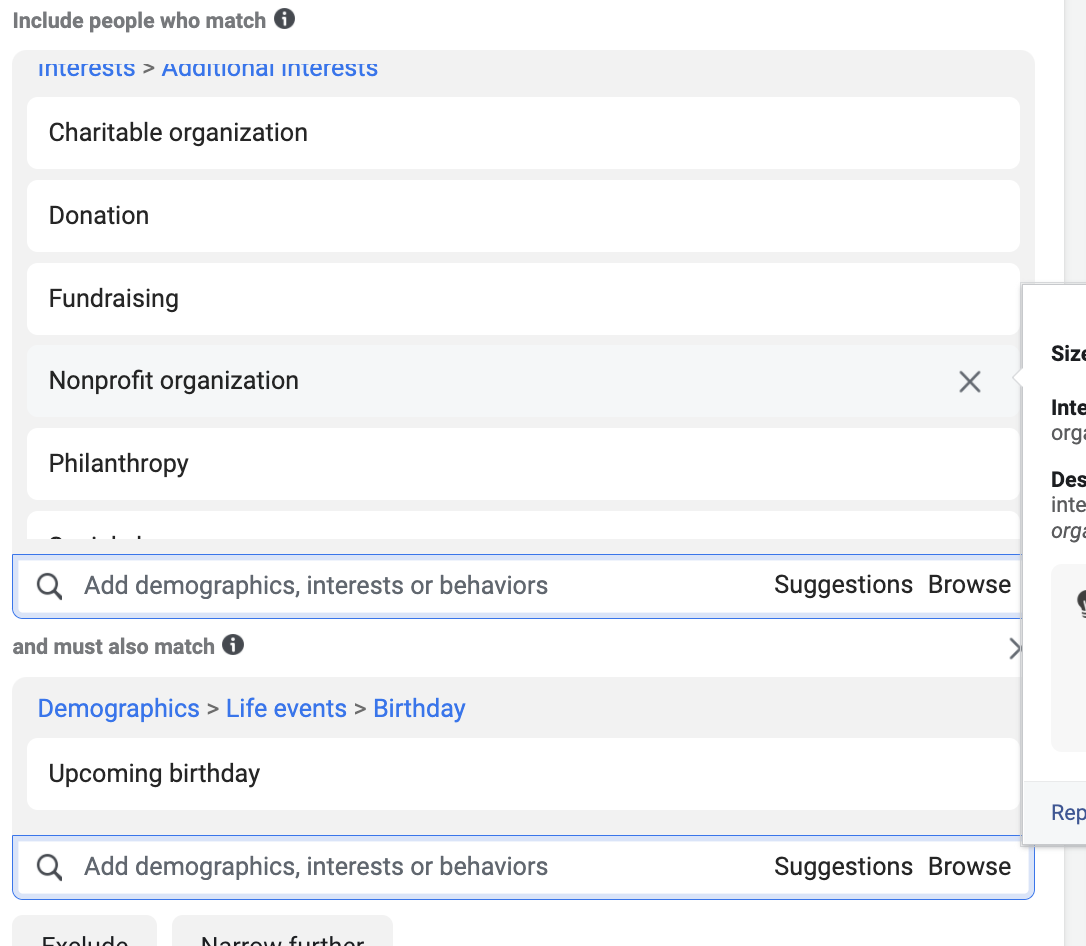 Include people who match
Interests > Additional interests
Charitable organization
Donation
Fundraising
Nonprofit organization
Philanthropy
Add demographics, interests or behaviors
Suggestions Browse
and must also match
Demographics > Life events > Birthday
Upcoming birthday
Add demographics, interests or behaviors
Suggestions Browse
Exclude
Narrow further
Size
Inte
orga
Des
inte
orga
Rep